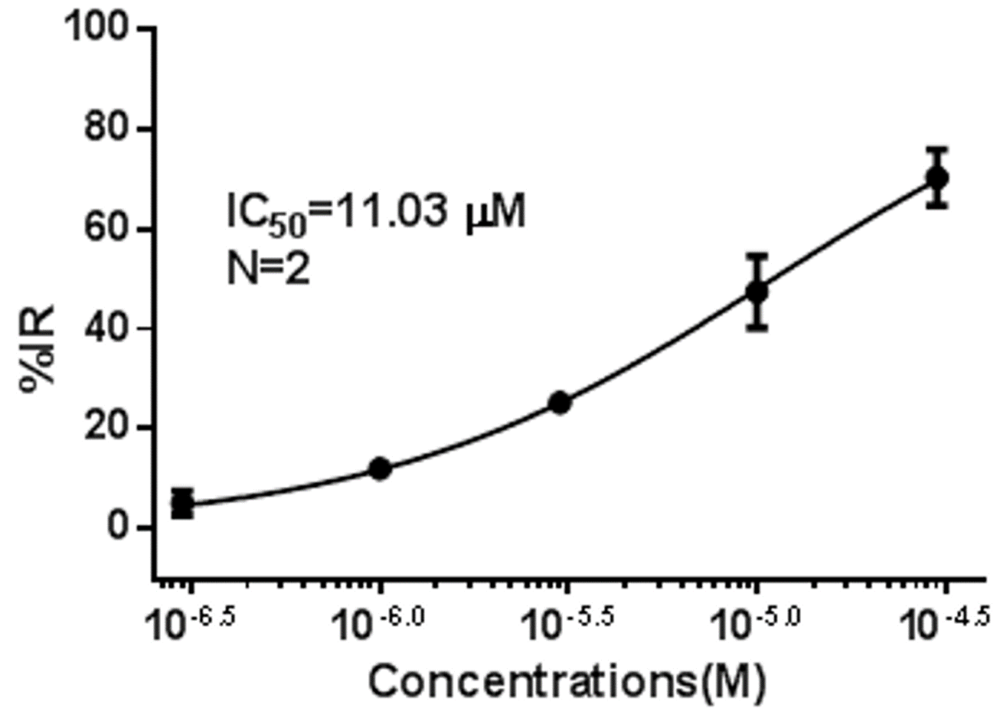 100
80
60
40
20
0
%IR
IC₅₀=11.03 μM
N=2
10⁻⁶·⁵ 10⁻⁶·⁰ 10⁻⁵·⁵ 10⁻⁵·⁰ 10⁻⁴·⁵
Concentrations(M)